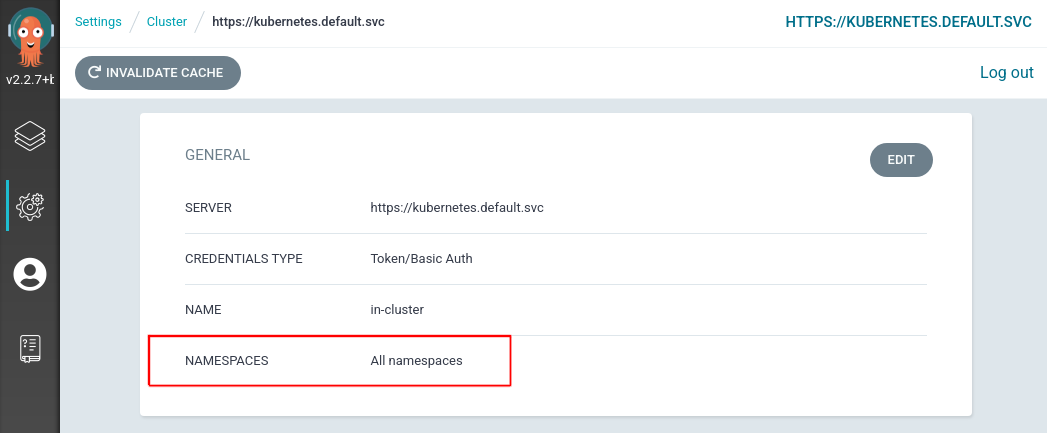 Settings / Cluster / https://kubernetes.default.svc
HTTPS://KUBERNETES.DEFAULT.SVC
v2.2.7+b
INVALIDATE CACHE
Log out
GENERAL
EDIT
SERVER https://kubernetes.default.svc
CREDENTIALS TYPE Token/Basic Auth
NAME in-cluster
NAMESPACES All namespaces